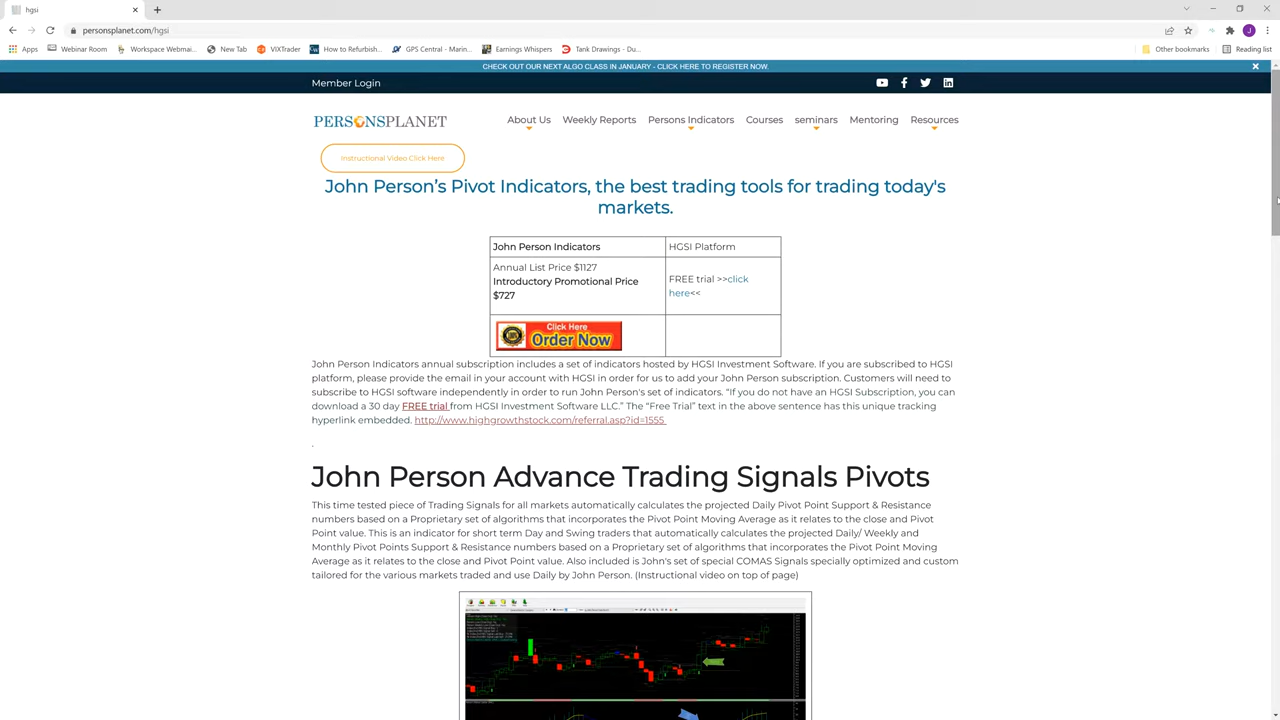 hgsi
personsplanet.com/hgsi
J
Apps Webinar Room Workspace Webmai... New Tab VIXTrader How to Refurbish... GPS Central - Marin... Earnings Whispers Tank Drawings - Du... Other bookmarks Reading list
CHECK OUT OUR NEXT ALGO CLASS IN JANUARY - CLICK HERE TO REGISTER NOW.
Member Login
PERSONSPLANET About Us Weekly Reports Persons Indicators Courses seminars Mentoring Resources
Instructional Video Click Here
John Person's Pivot Indicators, the best trading tools for trading today's
markets.
John Person Indicators HGSI Platform
Annual List Price $1127
Introductory Promotional Price
$727
FREE trial >>click
here<<
Click Here
Order Now
John Person Indicators annual subscription includes a set of indicators hosted by HGSI Investment Software. If you are subscribed to HGSI
platform, please provide the email in your account with HGSI in order for us to add your John Person subscription. Customers will need to
subscribe to HGSI software independently in order to run John Person's set of indicators. "If you do not have an HGSI Subscription, you can
download a 30 day FREE trial from HGSI Investment Software LLC." The "Free Trial" text in the above sentence has this unique tracking
hyperlink embedded. http://www.highgrowthstock.com/referral.asp?id=1555
.
John Person Advance Trading Signals Pivots
This time tested piece of Trading Signals for all markets automatically calculates the projected Daily Pivot Point Support & Resistance
numbers based on a Proprietary set of algorithms that incorporates the Pivot Point Moving Average as it relates to the close and Pivot
Point value. This is an indicator for short term Day and Swing traders that automatically calculates the projected Daily/ Weekly and
Monthly Pivot Points Support & Resistance numbers based on a Proprietary set of algorithms that incorporates the Pivot Point Moving
Average as it relates to the close and Pivot Point value. Also included is John's set of special COMAS Signals specially optimized and custom
tailored for the various markets traded and use Daily by John Person. (Instructional video on top of page)